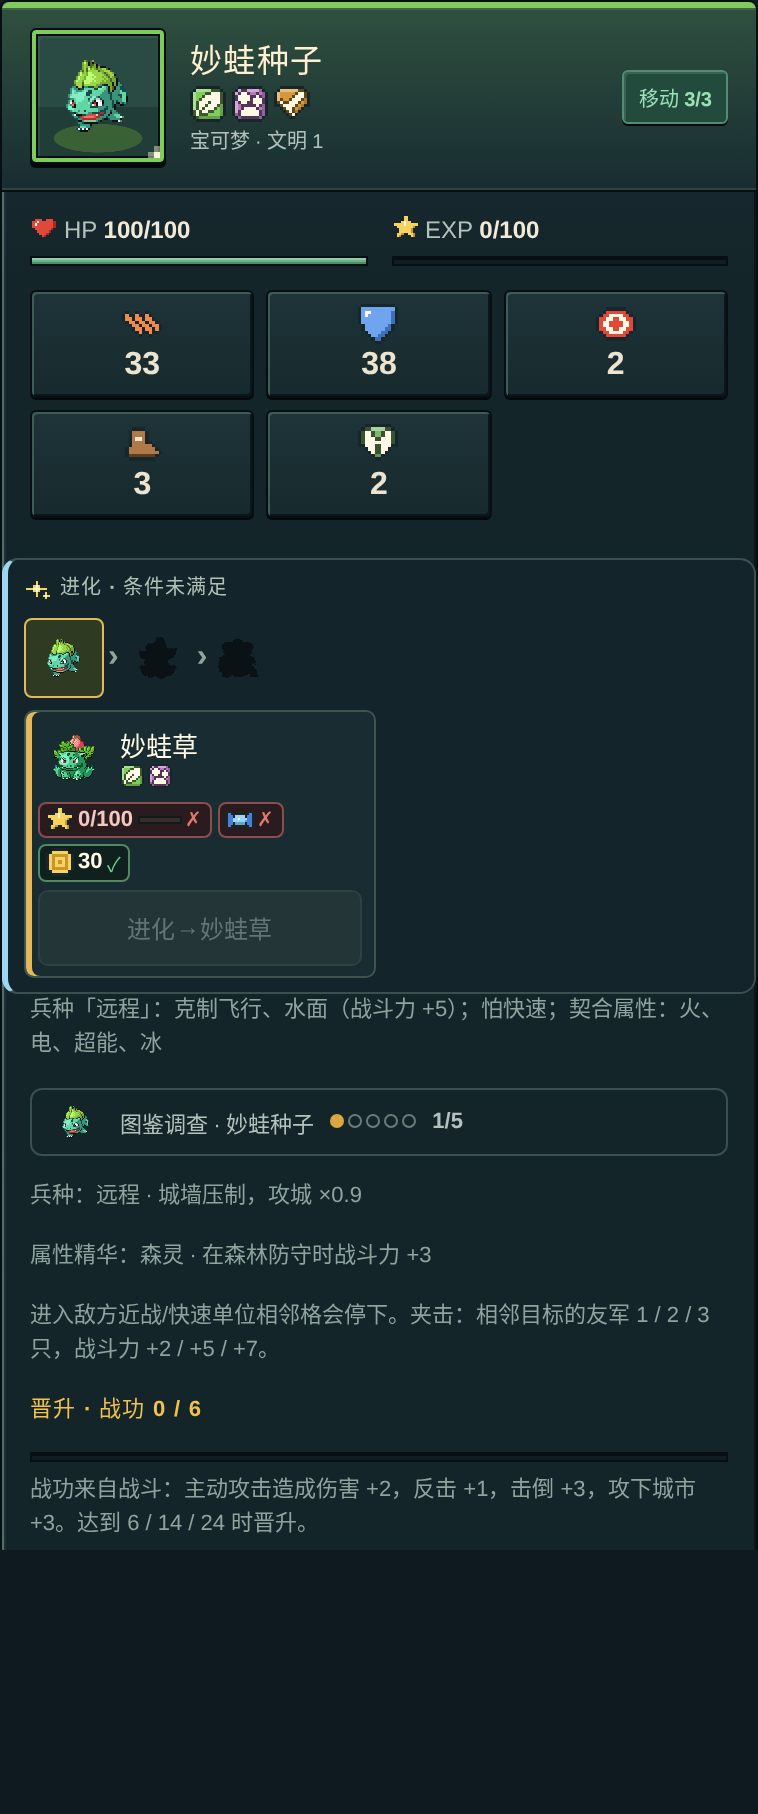 妙蛙种子
宝可梦 · 文明 1
移动 3/3
HP 100/100
EXP 0/100
33
38
2
3
2
进化 · 条件未满足
› ›
妙蛙草
0/100 ✗ ✗
30 ✓
进化→妙蛙草
兵种「远程」：克制飞行、水面（战斗力 +5）；怕快速；契合属性：火、
电、超能、冰
图鉴调查 · 妙蛙种子 1/5
兵种：远程 · 城墙压制，攻城 ×0.9
属性精华：森灵 · 在森林防守时战斗力 +3
进入敌方近战/快速单位相邻格会停下。夹击：相邻目标的友军 1 / 2 / 3
只，战斗力 +2 / +5 / +7。
晋升 · 战功 0 / 6
战功来自战斗：主动攻击造成伤害 +2，反击 +1，击倒 +3，攻下城市
+3。达到 6 / 14 / 24 时晋升。